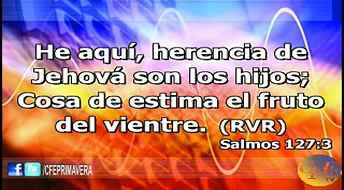 He aquí, herencia de
Jehová son los hijos;
Cosa de estima el fruto
del vientre. (RVR)
Salmos 127:3
/CFEPRIMAVERA